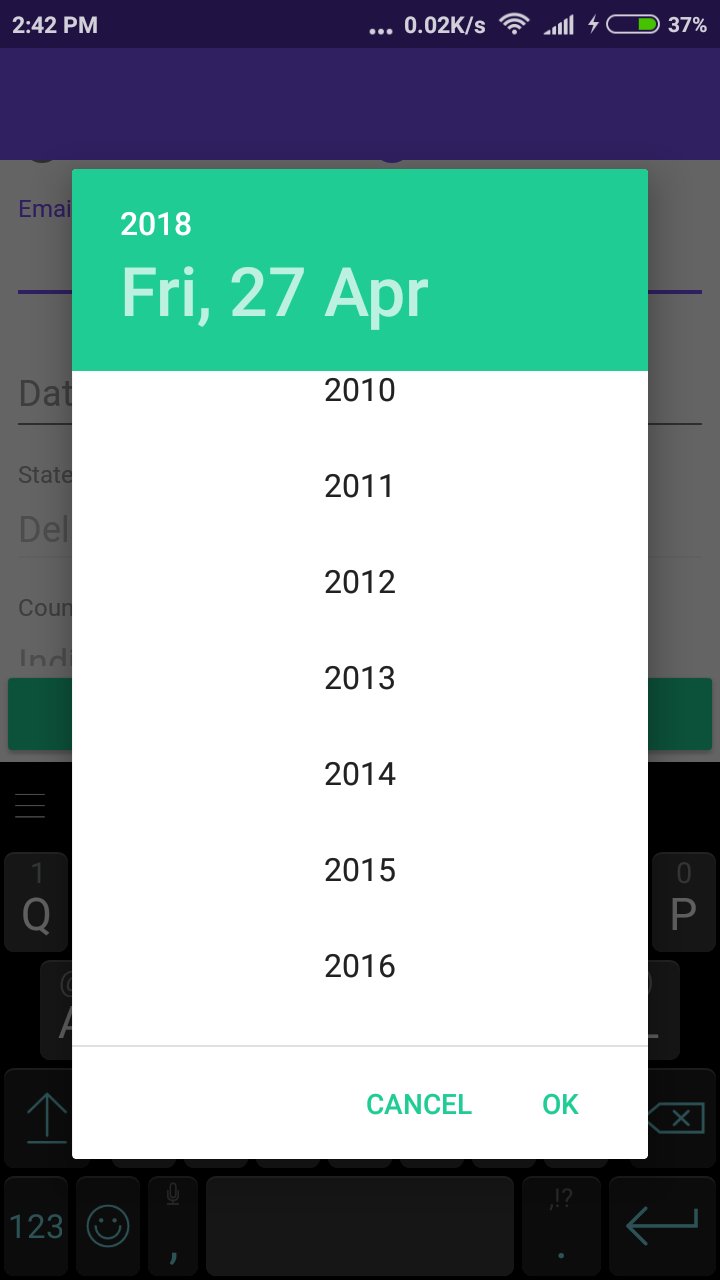 2:42 PM ... 0.02K/s 37%
Emai
2018
Fri, 27 Apr
Dat
State
Del
Coun
Indi
2010
2011
2012
2013
2014
2015
2016
CANCEL OK
1 0
Q P
@ )
A L
123 , ,!? .